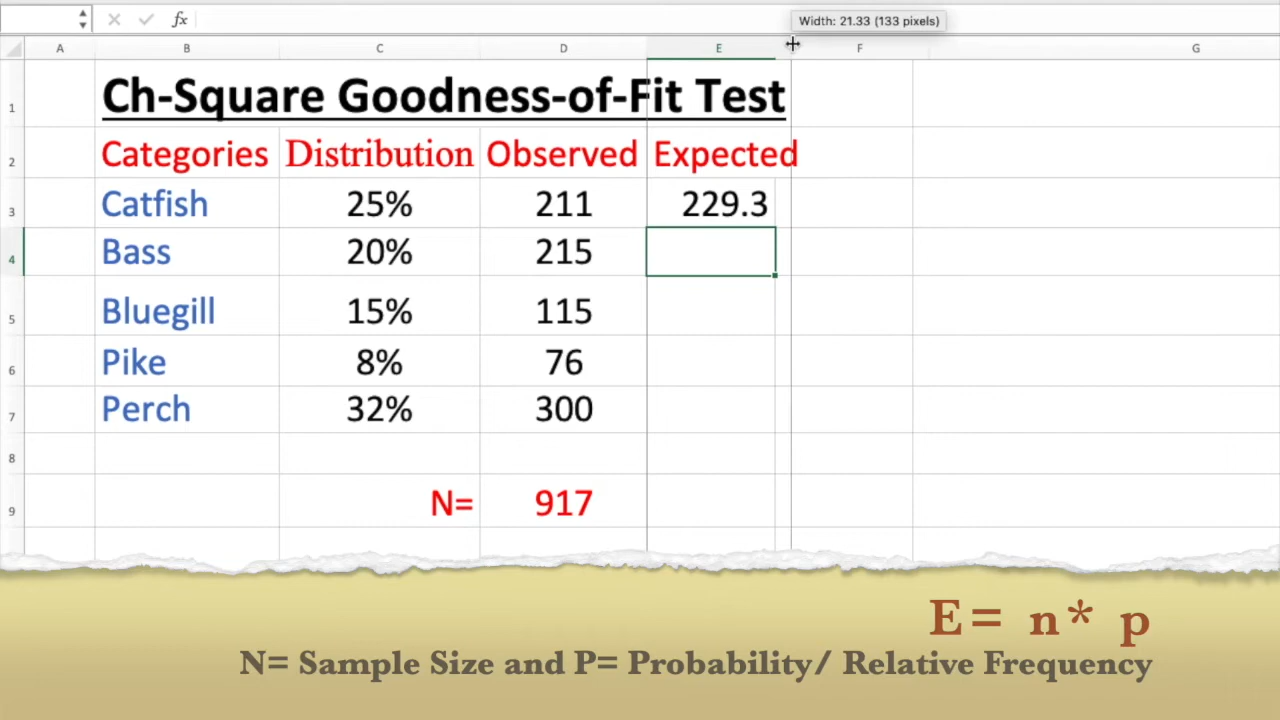 fx
Width: 21.33 (133 pixels)
A B C D E F G
1 Ch-Square Goodness-of-Fit Test
2 Categories Distribution Observed Expected
3 Catfish 25% 211 229.3
4 Bass 20% 215
5 Bluegill 15% 115
6 Pike 8% 76
7 Perch 32% 300
8
9 N= 917
E= n* p
N= Sample Size and P= Probability/ Relative Frequency